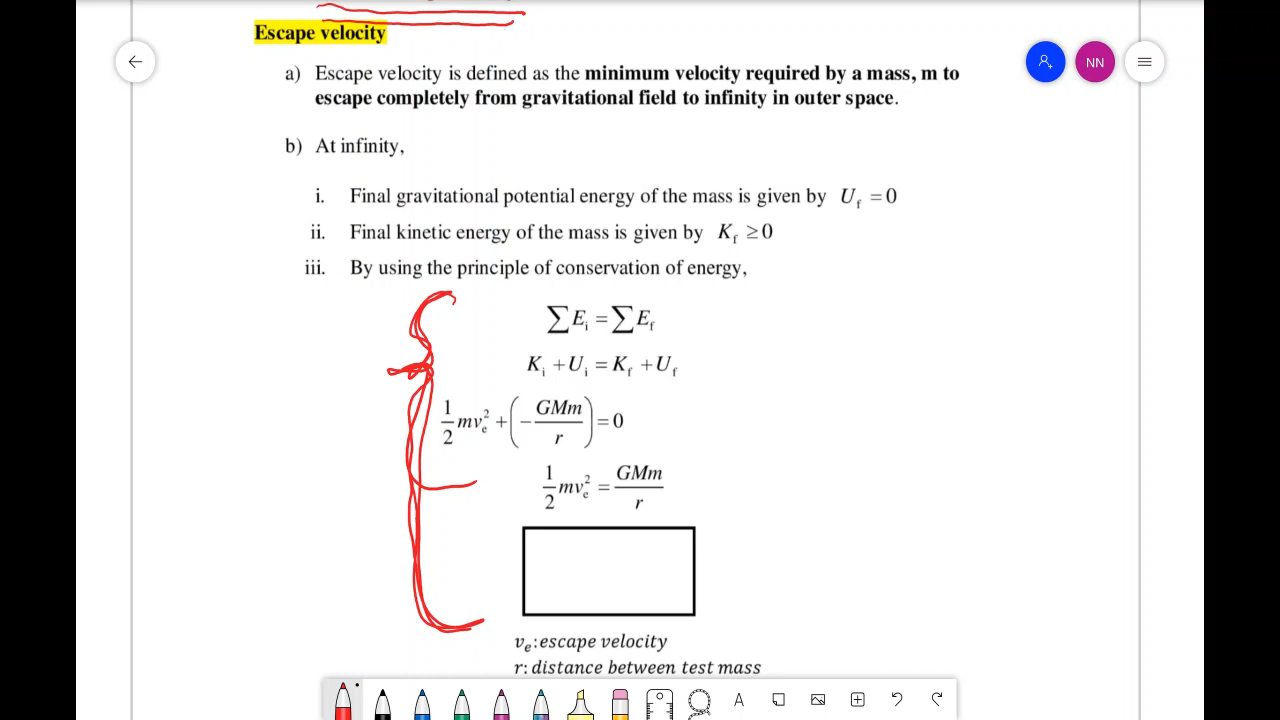 Escape velocity
NN
a) Escape velocity is defined as the minimum velocity required by a mass, m to
escape completely from gravitational field to infinity in outer space.
b) At infinity,
i. Final gravitational potential energy of the mass is given by U_f = 0
ii. Final kinetic energy of the mass is given by K_f ≥ 0
iii. By using the principle of conservation of energy,
∑E_i = ∑E_f
K_i + U_i = K_f + U_f
1/2 mv_e^2 + (− GMm/r) = 0
1/2 mv_e^2 = GMm/r
v_e: escape velocity
r: distance between test mass
A